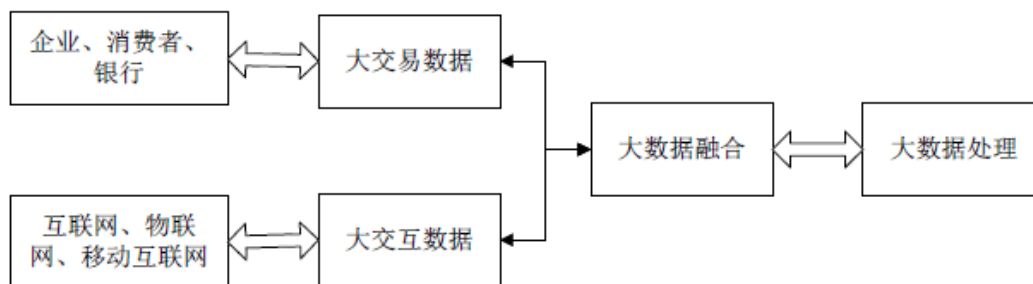 企业、消费者、
银行
大交易数据
大数据融合
大数据处理
互联网、物联
网、移动互联网
大交互数据